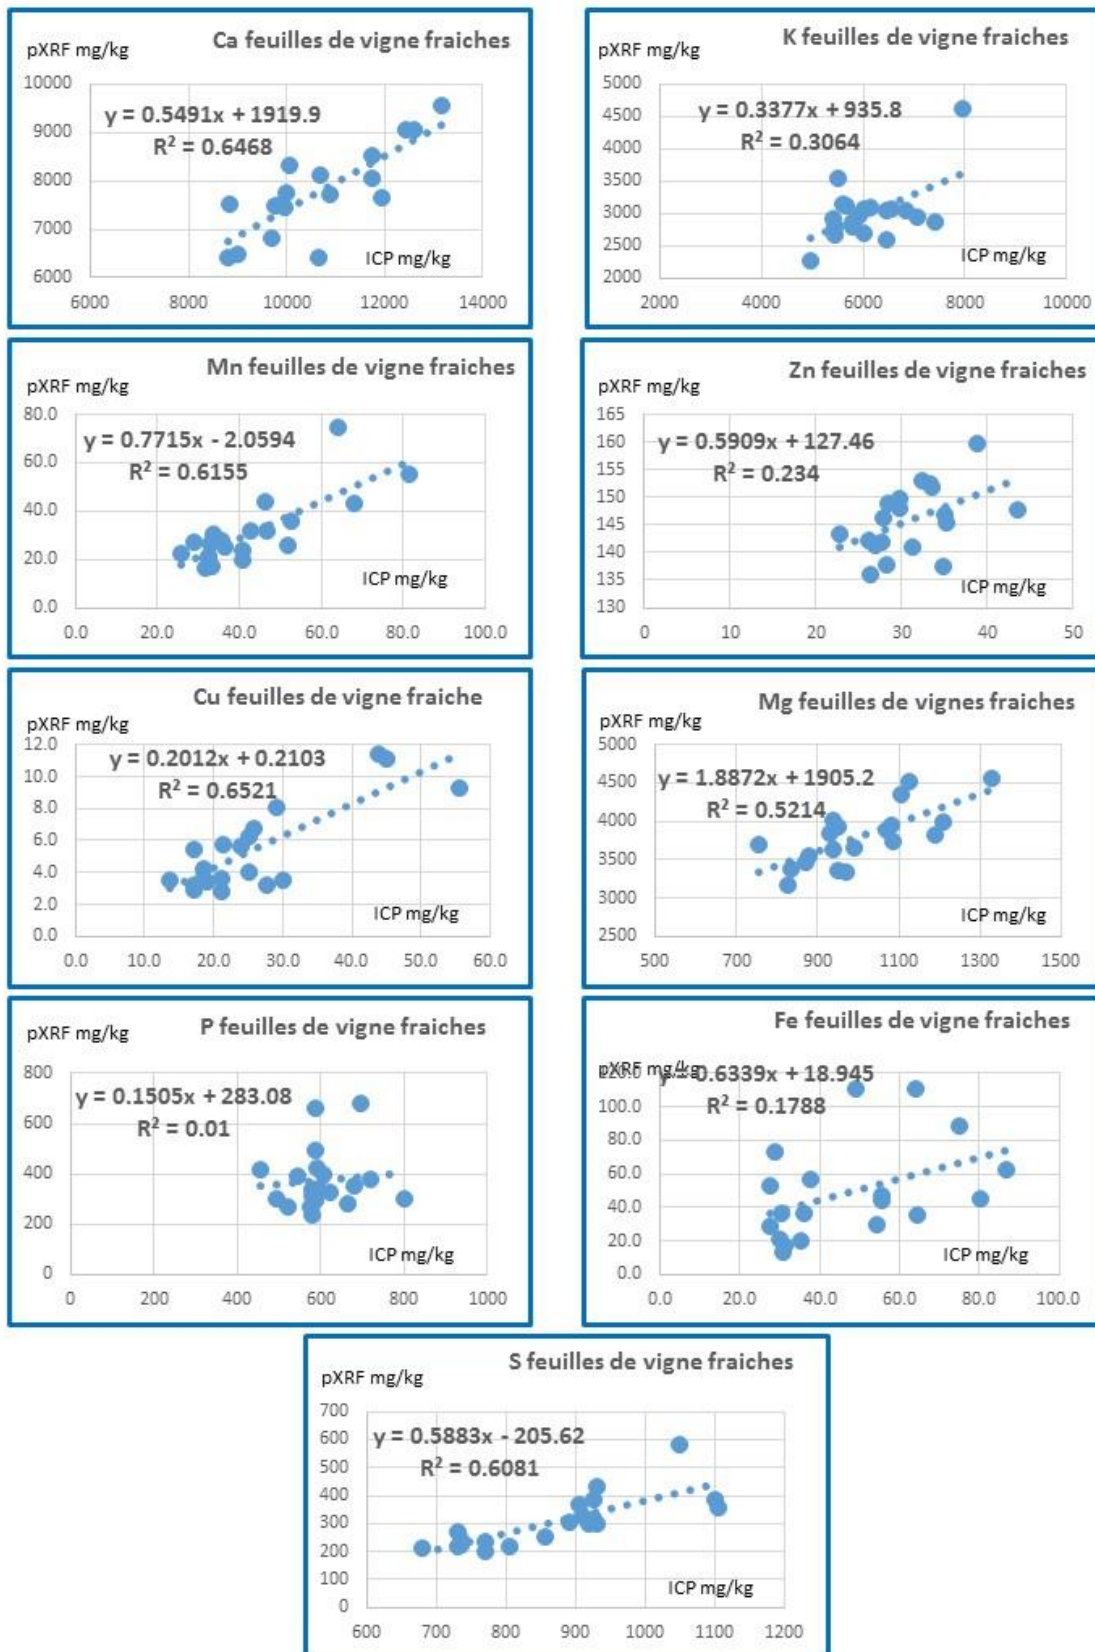 Ca feuilles de vigne fraiches
pXRF mg/kg
10000
y = 0.5491x + 1919.9
9000
R² = 0.6468
8000
7000
ICP mg/kg
6000
6000 8000 10000 12000 14000
K feuilles de vigne fraiches
pXRF mg/kg
5000
y = 0.3377x + 935.8
4500
R² = 0.3064
4000
3500
3000
2500
ICP mg/kg
2000
2000 4000 6000 8000 10000
Mn feuilles de vigne fraiches
pXRF mg/kg
80.0
y = 0.7715x - 2.0594
60.0
R² = 0.6155
40.0
20.0
ICP mg/kg
0.0
0.0 20.0 40.0 60.0 80.0 100.0
Zn feuilles de vigne fraiches
pXRF mg/kg
165
y = 0.5909x + 127.46
160
R² = 0.234
155
150
145
140
135
ICP mg/kg
130
0 10 20 30 40 50
Cu feuilles de vigne fraiche
pXRF mg/kg
12.0
y = 0.2012x + 0.2103
10.0
R² = 0.6521
8.0
6.0
4.0
2.0
ICP mg/kg
0.0
0.0 10.0 20.0 30.0 40.0 50.0 60.0
Mg feuilles de vignes fraiches
pXRF mg/kg
5000
y = 1.8872x + 1905.2
4500
R² = 0.5214
4000
3500
3000
ICP mg/kg
2500
500 700 900 1100 1300 1500
P feuilles de vigne fraiches
pXRF mg/kg
800
y = 0.1505x + 283.08
600
R² = 0.01
400
200
ICP mg/kg
0
0 200 400 600 800 1000
Fe feuilles de vigne fraiches
pXRF mg/kg
120.0
y = 0.6339x + 18.945
100.0
R² = 0.1788
80.0
60.0
40.0
20.0
ICP mg/kg
0.0
0.0 20.0 40.0 60.0 80.0 100.0
S feuilles de vigne fraiches
pXRF mg/kg
700
y = 0.5883x - 205.62
600
500
R² = 0.6081
400
300
200
100
ICP mg/kg
0
600 700 800 900 1000 1100 1200